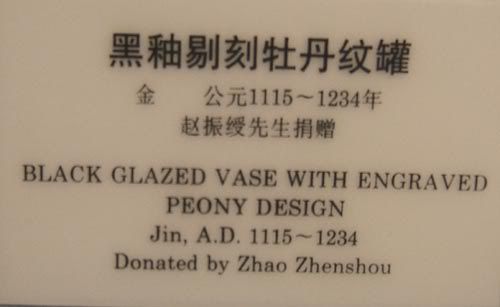 黑釉剔刻牡丹纹罐
金 公元1115～1234年
赵振绶先生捐赠
BLACK GLAZED VASE WITH ENGRAVED
PEONY DESIGN
Jin, A.D. 1115～1234
Donated by Zhao Zhenshou